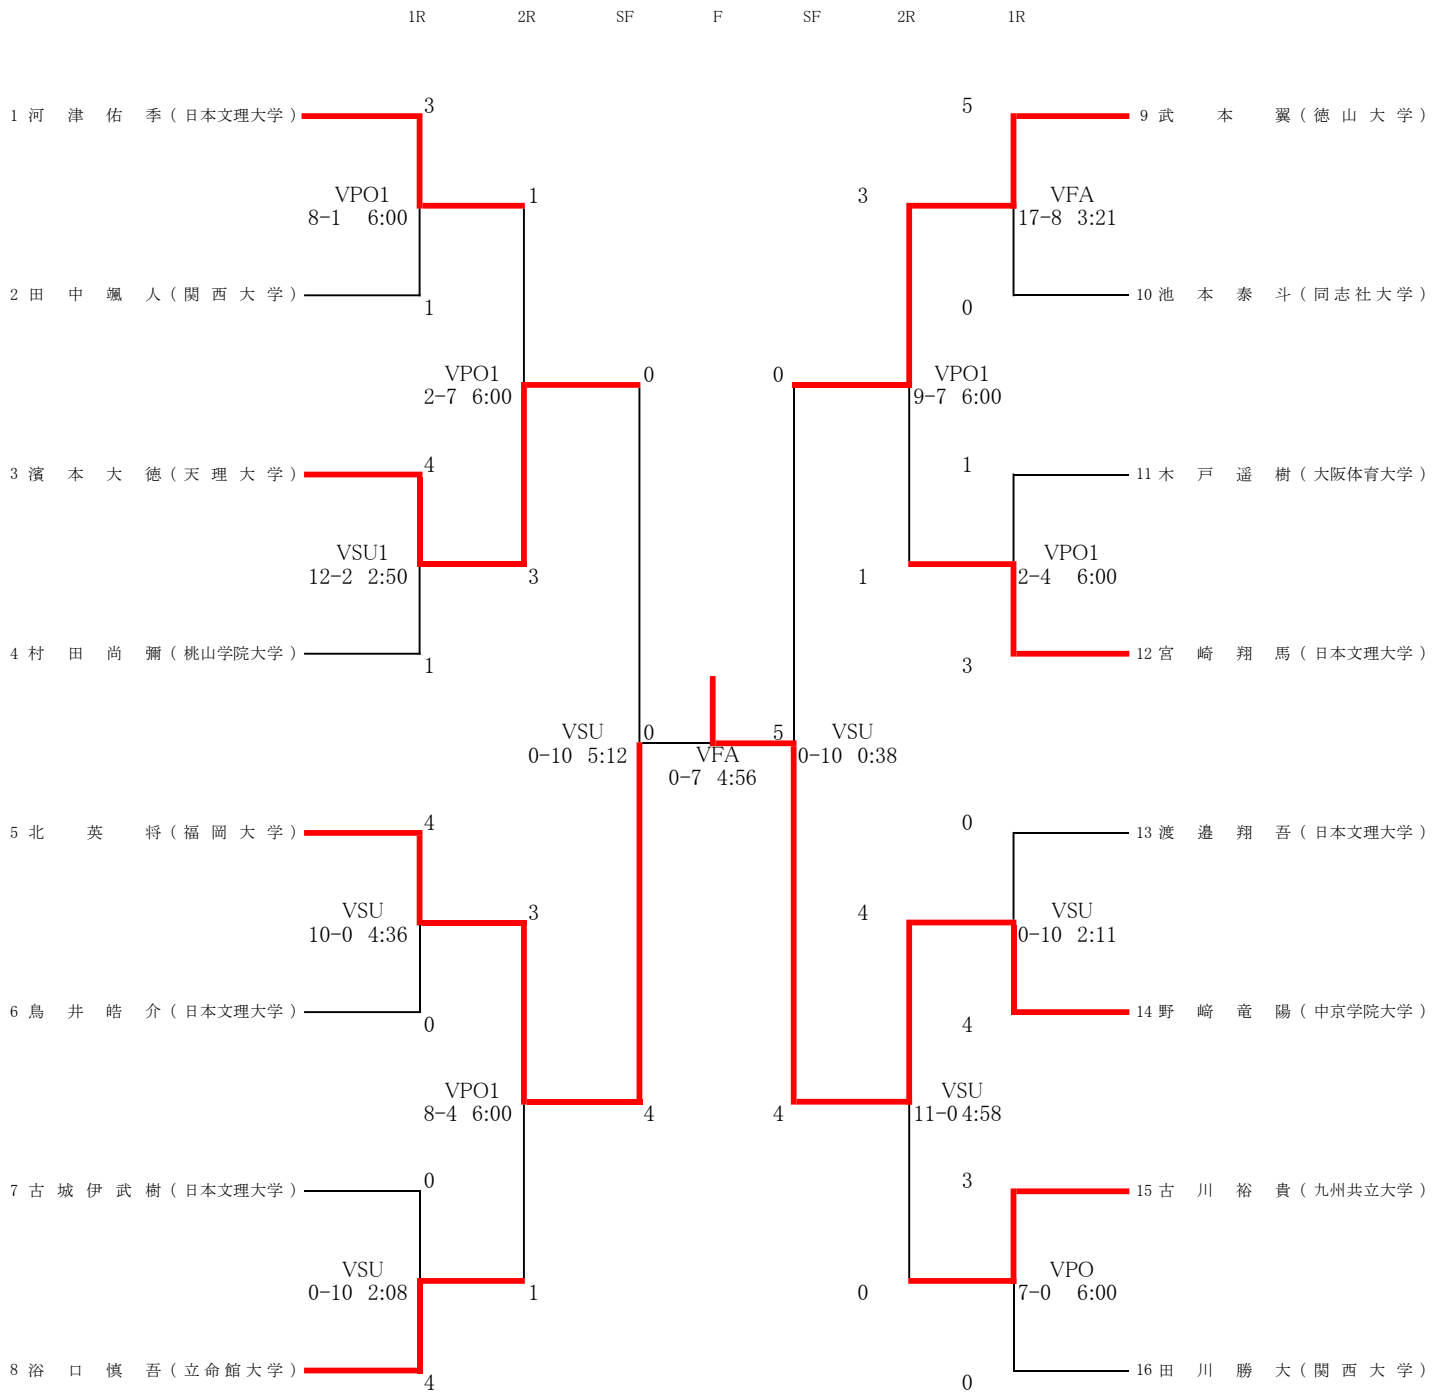 1R 2R SF F SF 2R 1R
3 5
1 河 津 佑 季 ( 日本文理大学 ) 9 武 本 翼 ( 徳 山 大 学 )
VPO1 1 3 VFA
8-1 6:00 17-8 3:21
2 田 中 颯 人 ( 関 西 大 学 ) 10 池 本 泰 斗 ( 同 志 社 大 学 )
1 0
VPO1 0 0 VPO1
2-7 6:00 9-7 6:00
4 1
3 濱 本 大 徳 ( 天 理 大 学 ) 11 木 戸 遥 樹 ( 大阪体育大学 )
VSU1 VPO1
12-2 2:50 3 1 2-4 6:00
4 村 田 尚 彌 ( 桃山学院大学 ) 12 宮 崎 翔 馬 ( 日本文理大学 )
1 3
VSU 0 5 VSU
0-10 5:12 VFA 0-10 0:38
0-7 4:56
4 0
5 北 英 将 ( 福 岡 大 学 ) 13 渡 邉 翔 吾 ( 日本文理大学 )
VSU 3 4 VSU
10-0 4:36 0-10 2:11
6 鳥 井 皓 介 ( 日本文理大学 ) 14 野 﨑 竜 陽 ( 中京学院大学 )
0 4
VPO1 VSU
8-4 6:00 4 4 11-0 4:58
0 3
7 古 城 伊 武 樹 ( 日本文理大学 ) 15 古 川 裕 貴 ( 九州共立大学 )
VSU VPO
0-10 2:08 1 0 7-0 6:00
8 谷 口 慎 吾 ( 立 命 館 大 学 ) 16 田 川 勝 大 ( 関 西 大 学 )
4 0